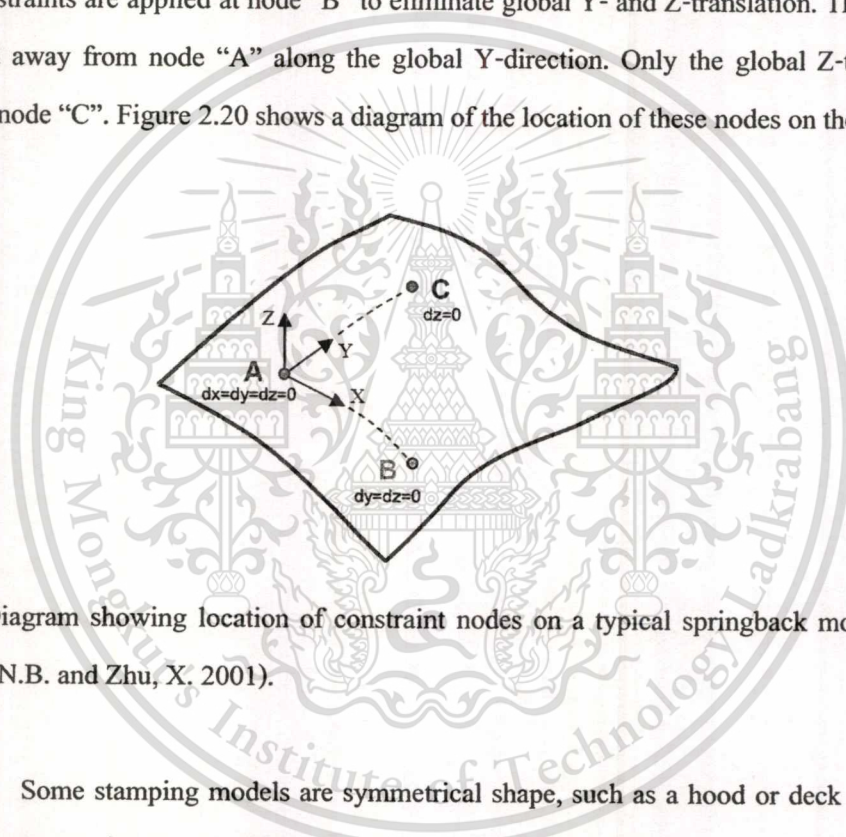 straints are applied at node "B" to eliminate global Y- and Z-translation. Th
away from node "A" along the global Y-direction. Only the global Z-t
node "C". Figure 2.20 shows a diagram of the location of these nodes on the
C
dz=0
Z
Y
A
dx=dy=dz=0
X
B
dy=dz=0
King Mongkut's Institute of Technology Ladkrabang
iagram showing location of constraint nodes on a typical springback mo
N.B. and Zhu, X. 2001).
Some stamping models are symmetrical shape, such as a hood or deck